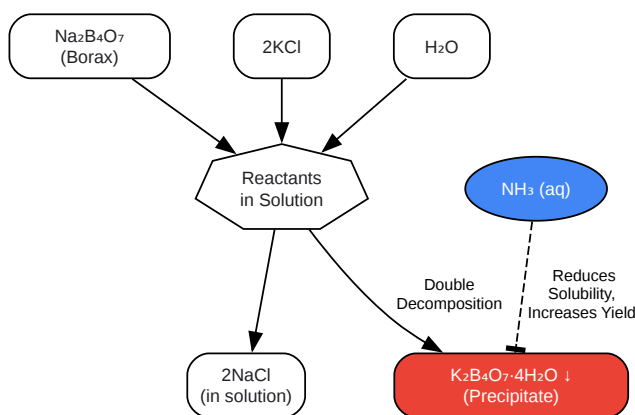 Na₂B₄O₇
(Borax)
2KCl
H₂O
Reactants
in Solution
NH₃ (aq)
Double
Decomposition
Reduces
Solubility,
Increases Yield
2NaCl
(in solution)
K₂B₄O₇·4H₂O ↓
(Precipitate)